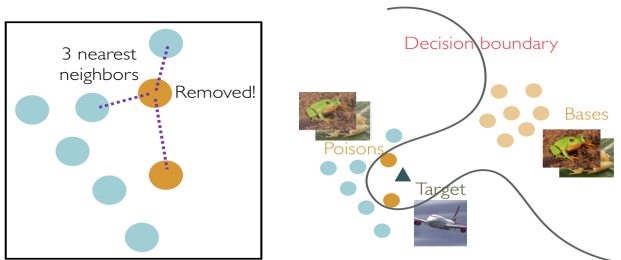 3 nearest
neighbors
Removed!
Decision boundary
Bases
Poisons
Target